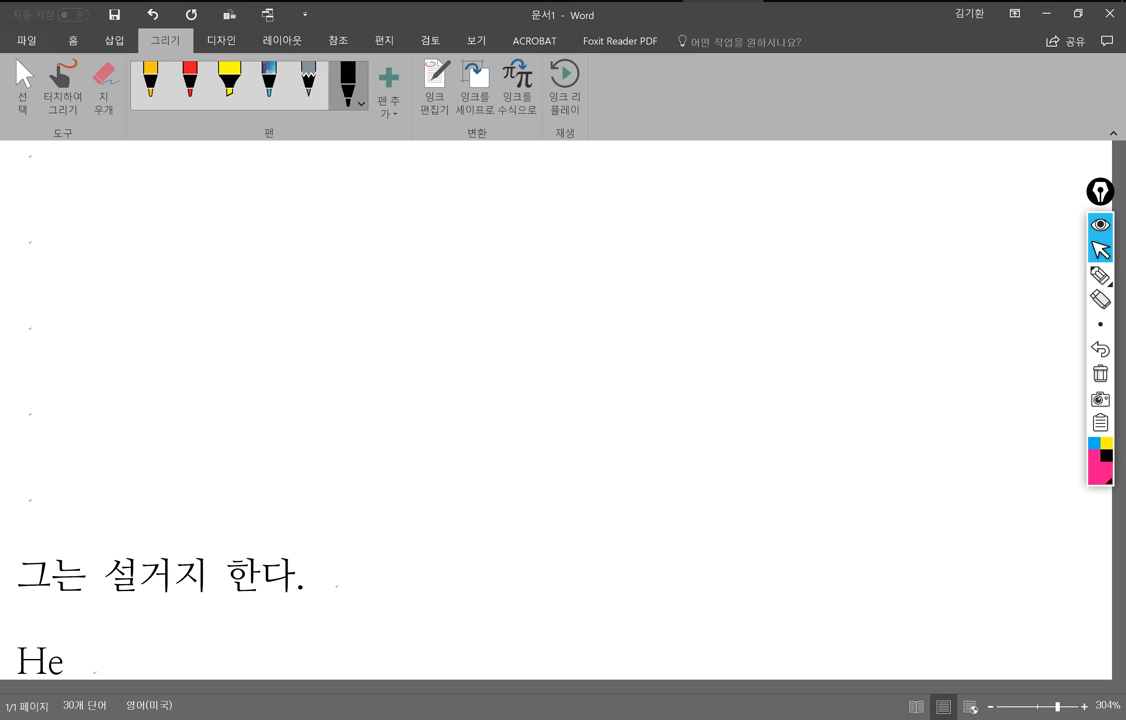 자동 저장
문서1 - Word
김기환
파일 홈 삽입 그리기 디자인 레이아웃 참조 편지 검토 보기 ACROBAT Foxit Reader PDF 어떤 작업을 원하시나요? 공유
선
택
터치하여
그리기
지
우개
펜 추
가
잉크
편집기
잉크를
셰이프로
잉크를
수식으로
잉크 리
플레이
도구 펜 변환 재생
그는 설거지 한다.
He
1/1 페이지 30개 단어 영어(미국) 304%